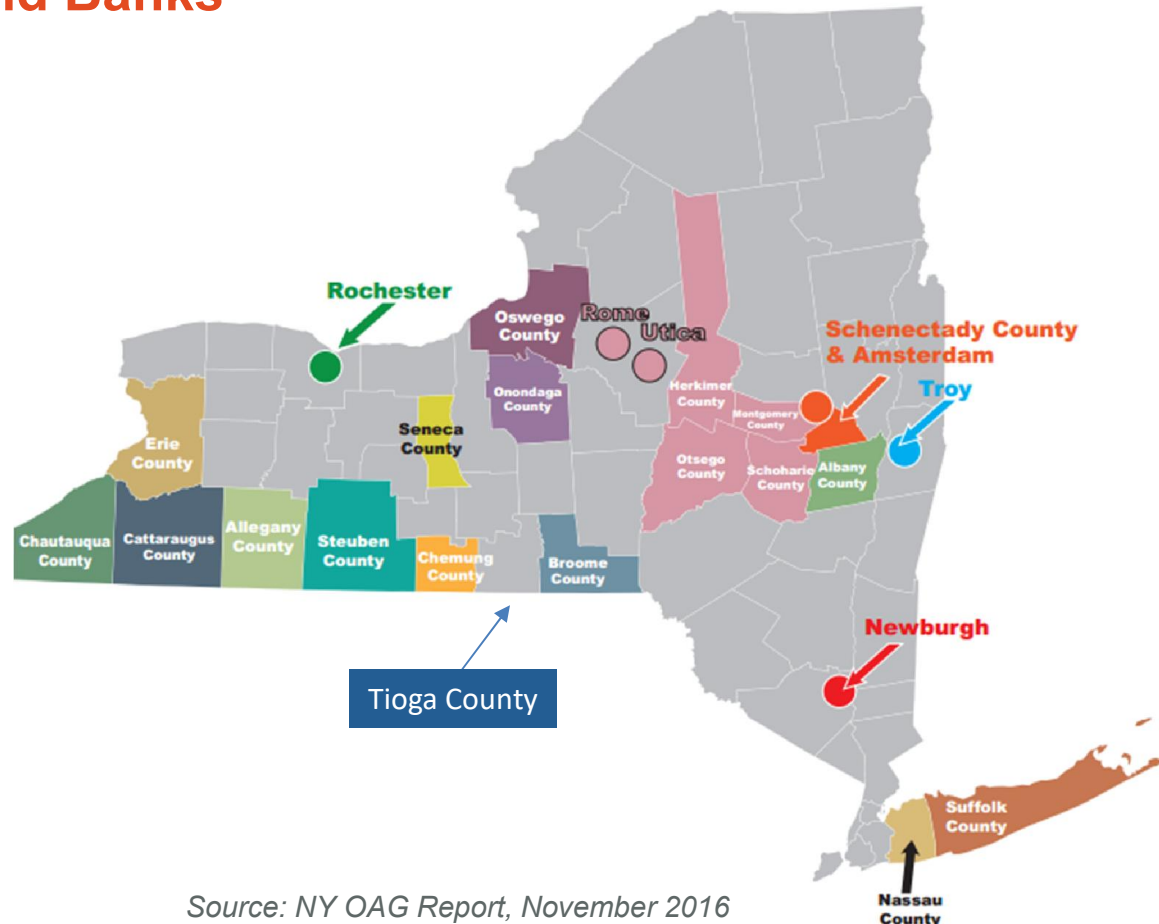 Banks
Rochester
Oswego
County
Rome
Utica
Schenectady County
& Amsterdam
Troy
Onondaga
County
Herkimer
County
Montgomery
County
Seneca
County
Erie
County
Otsego
County
Schoharie
County
Albany
County
Chautauqua
County
Cattaraugus
County
Allegany
County
Steuben
County
Chemung
County
Broome
County
Newburgh
Tioga County
Suffolk
County
Nassau
County
Source: NY OAG Report, November 2016